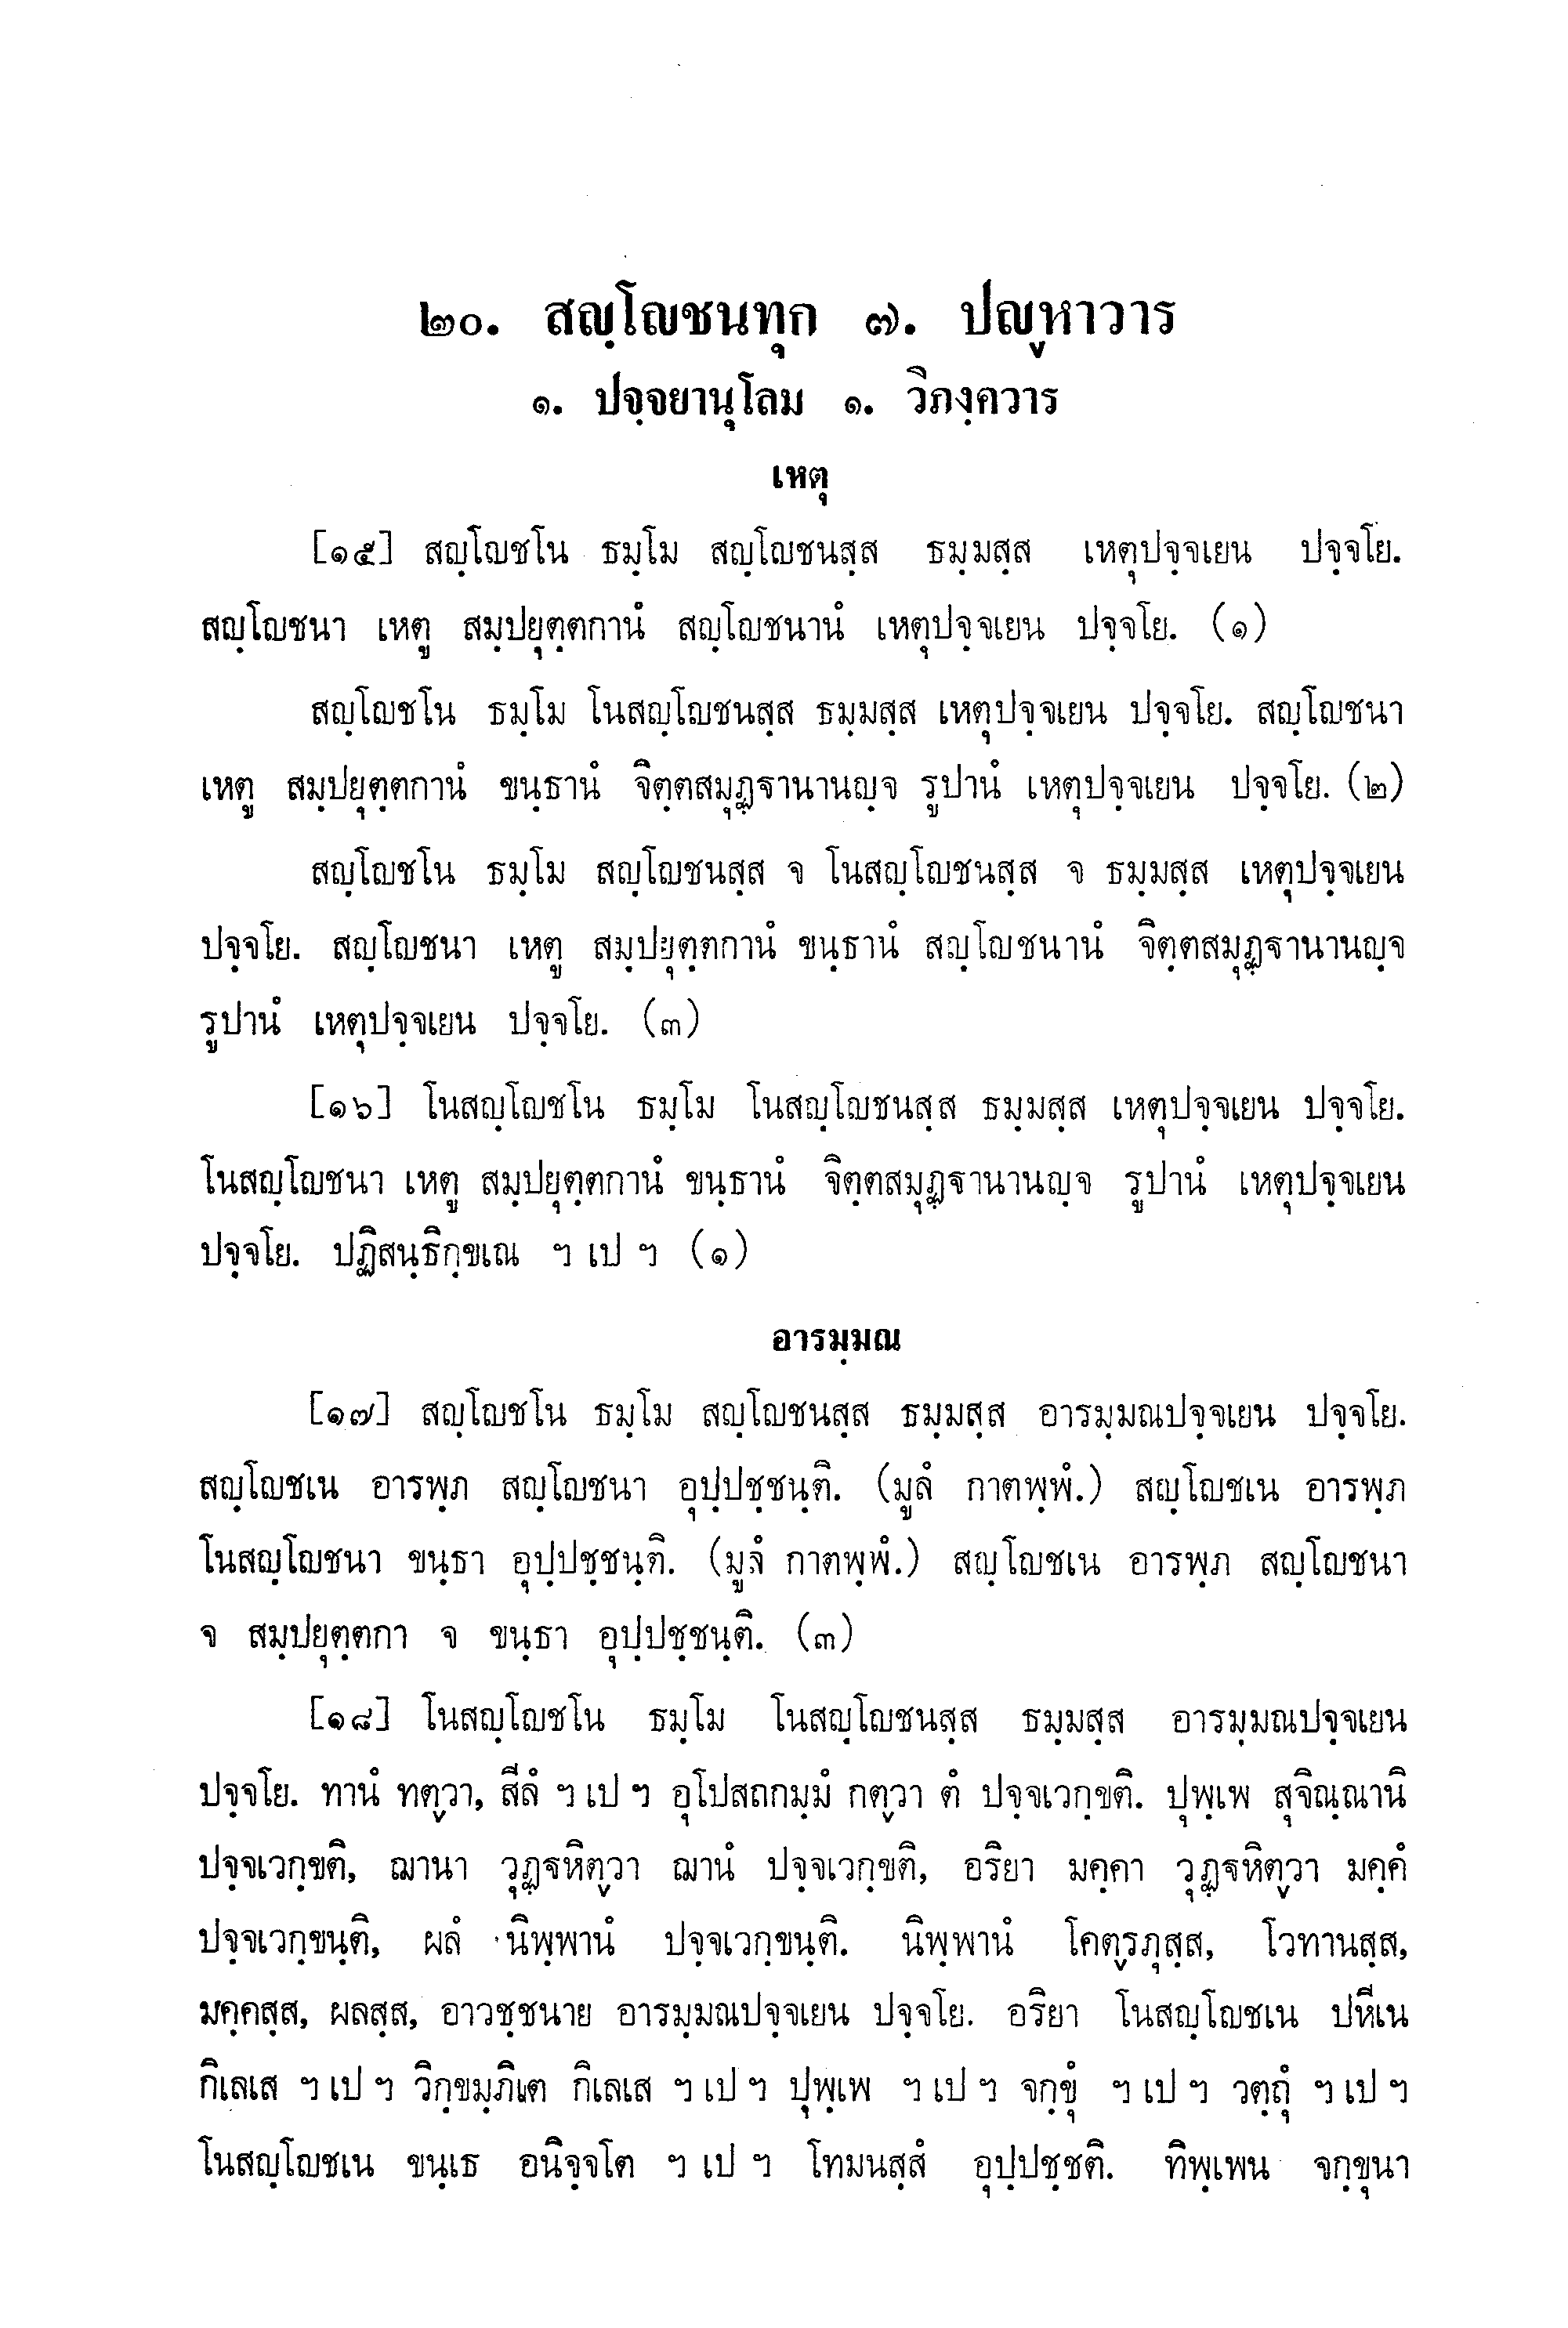 ๒๐. สญฺโญชนทุก ๗. ปญฺหาวาร
๑. ปจฺจยานุโลม ๑. วิภงฺควาร
เหตุ
[๑๕] สญฺโญชโน ธมฺโม สญฺโญชนสฺส ธมฺมสฺส เหตุปจฺจเยน ปจฺจโย.
สญฺโญชนา เหตู สมฺปยุตฺตกานํ สญฺโญชนานํ เหตุปจฺจเยน ปจฺจโย. (๑)
สญฺโญชโน ธมฺโม โนสญฺโญชนสฺส ธมฺมสฺส เหตุปจฺจเยน ปจฺจโย. สญฺโญชนา
เหตู สมฺปยุตฺตกานํ ขนฺธานํ จิตฺตสมุฏฺฐานานญฺจ รูปานํ เหตุปจฺจเยน ปจฺจโย. (๒)
สญฺโญชโน ธมฺโม สญฺโญชนสฺส จ โนสญฺโญชนสฺส จ ธมฺมสฺส เหตุปจฺจเยน
ปจฺจโย. สญฺโญชนา เหตู สมฺปยุตฺตกานํ ขนฺธานํ สญฺโญชนานํ จิตฺตสมุฏฺฐานานญฺจ
รูปานํ เหตุปจฺจเยน ปจฺจโย. (๓)
[๑๖] โนสญฺโญชโน ธมฺโม โนสญฺโญชนสฺส ธมฺมสฺส เหตุปจฺจเยน ปจฺจโย.
โนสญฺโญชนา เหตู สมฺปยุตฺตกานํ ขนฺธานํ จิตฺตสมุฏฺฐานานญฺจ รูปานํ เหตุปจฺจเยน
ปจฺจโย. ปฏิสนฺธิกฺขเณ ฯ เป ฯ (๑)
อารมฺมณ
[๑๗] สญฺโญชโน ธมฺโม สญฺโญชนสฺส ธมฺมสฺส อารมฺมณปจฺจเยน ปจฺจโย.
สญฺโญชเน อารพฺภ สญฺโญชนา อุปฺปชฺชนฺติ. (มูลํ กาตพฺพํ.) สญฺโญชเน อารพฺภ
โนสญฺโญชนา ขนฺธา อุปฺปชฺชนฺติ. (มูลํ กาตพฺพํ.) สญฺโญชเน อารพฺภ สญฺโญชนา
จ สมฺปยุตฺตกา จ ขนฺธา อุปฺปชฺชนฺติ. (๓)
[๑๘] โนสญฺโญชโน ธมฺโม โนสญฺโญชนสฺส ธมฺมสฺส อารมฺมณปจฺจเยน
ปจฺจโย. ทานํ ทตฺวา, สีลํ ฯ เป ฯ อุโปสถกมฺมํ กตฺวา ตํ ปจฺจเวกฺขติ. ปุพฺเพ สุจิณฺณานิ
ปจฺจเวกฺขติ, ฌานา วุฏฺฐหิตฺวา ฌานํ ปจฺจเวกฺขติ, อริยา มคฺคา วุฏฺฐหิตฺวา มคฺคํ
ปจฺจเวกฺขนฺติ, ผลํ นิพฺพานํ ปจฺจเวกฺขนฺติ. นิพฺพานํ โคตฺรภุสฺส, โวทานสฺส,
มคฺคสฺส, ผลสฺส, อาวชฺชนาย อารมฺมณปจฺจเยน ปจฺจโย. อริยา โนสญฺโญชเน ปหีเน
กิเลเส ฯ เป ฯ วิกฺขมฺภิเต กิเลเส ฯ เป ฯ ปุพฺเพ ฯ เป ฯ จกฺขุํ ฯ เป ฯ วตฺถุํ ฯ เป ฯ
โนสญฺโญชเน ขนฺเธ อนิจฺจโต ฯ เป ฯ โทมนสฺสํ อุปฺปชฺชติ. ทิพฺเพน จกฺขุนา